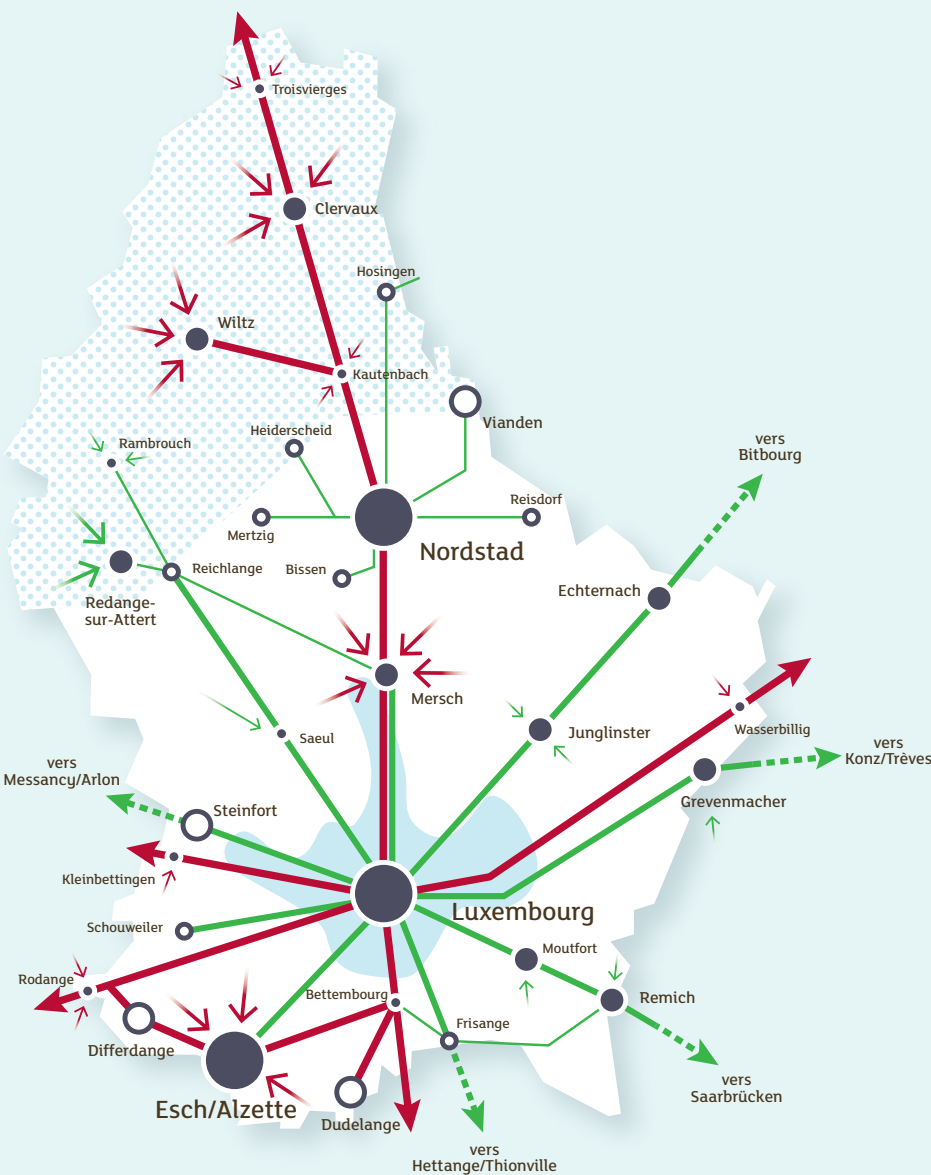 Troisvierges
Clervaux
Hosingen
Wiltz
Kautenbach
Vianden
Heiderscheid
Rambrouch
vers
Bitbourg
Reisdorf
Mertzig
Nordstad
Bissen
Reichlange
Echternach
Redange-
sur-Attert
Mersch
Junglinster
Wasserbillig
Saeul
vers
Konz/Trèves
vers
Messancy/Arlon
Grevenmacher
Steinfort
Kleinbettingen
Luxembourg
Schouweiler
Moutfort
Rodange
Bettembourg
Remich
Frisange
Differdange
vers
Saarbrücken
Esch/Alzette
Dudelange
vers
Hettange/Thionville